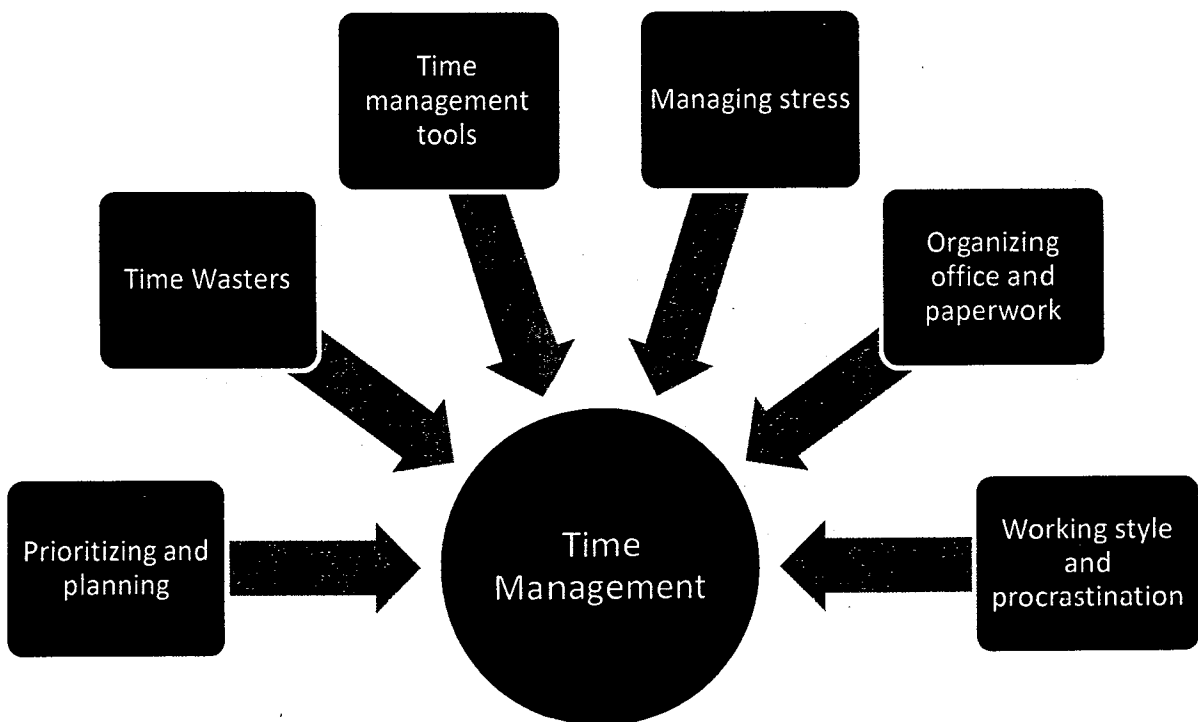 Time
management
tools
Managing stress
Time Wasters
Organizing
office and
paperwork
Prioritizing and
planning
Time
Management
Working style
and
procrastination